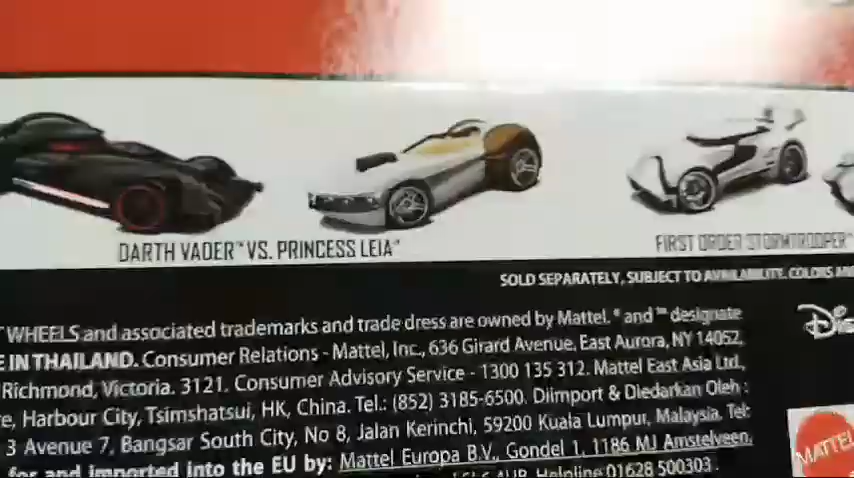 DARTH VADER™ VS. PRINCESS LEIA™
FIRST ORDER STORMTROOPER™
SOLD SEPARATELY, SUBJECT TO AVAILABILITY. COLORS AND
WHEELS and associated trademarks and trade dress are owned by Mattel. ® and ™ designate
E IN THAILAND. Consumer Relations - Mattel, Inc., 636 Girard Avenue, East Aurora, NY 14052,
Richmond, Victoria. 3121. Consumer Advisory Service - 1300 135 312. Mattel East Asia Ltd.,
re, Harbour City, Tsimshatsui, HK, China. Tel.: (852) 3185-6500. Diimport & Diedarkan Oleh :
3 Avenue 7, Bangsar South City, No 8, Jalan Kerinchi, 59200 Kuala Lumpur, Malaysia. Tel:
for and imported into the EU by: Mattel Europa B.V., Gondel 1, 1186 MJ Amstelveen,
Helpline 01628 500303.
Dis
MATTEL